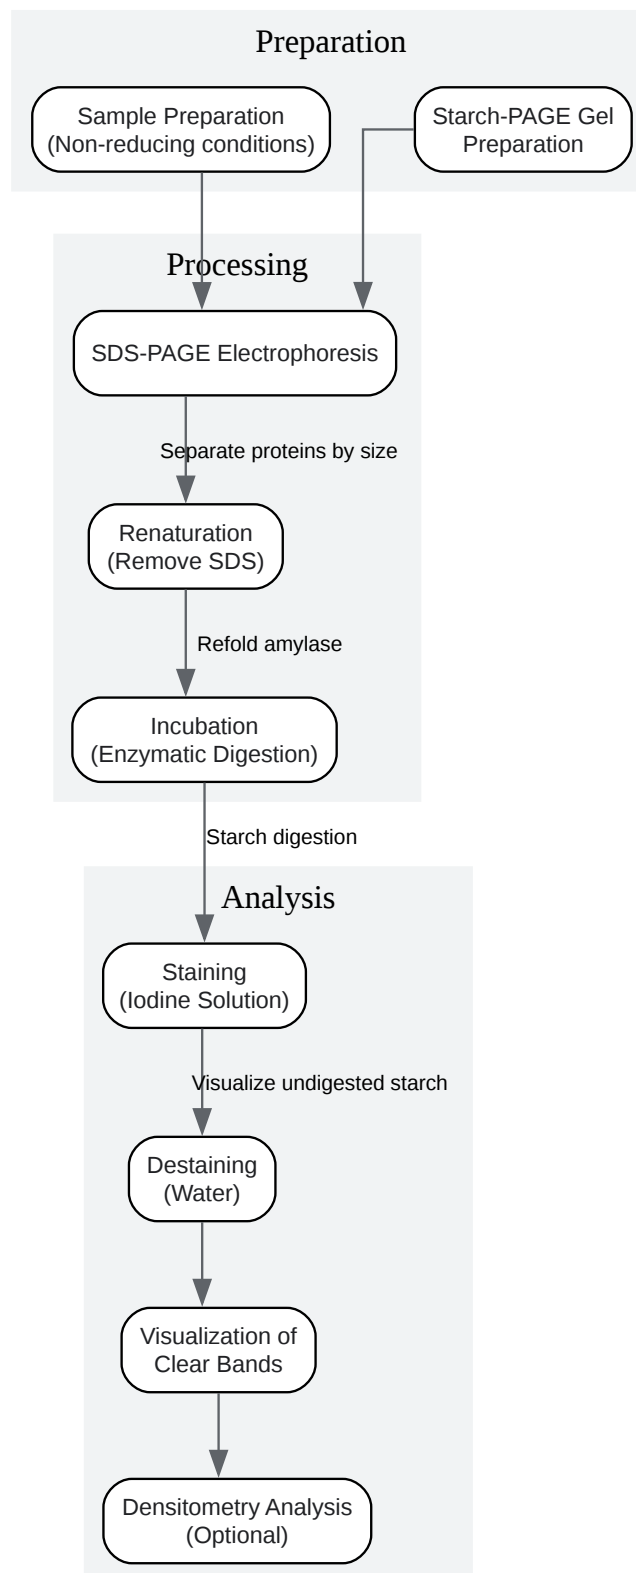 Preparation
Sample Preparation
(Non-reducing conditions)
Starch-PAGE Gel
Preparation
Processing
SDS-PAGE Electrophoresis
Separate proteins by size
Renaturation
(Remove SDS)
Refold amylase
Incubation
(Enzymatic Digestion)
Starch digestion
Analysis
Staining
(Iodine Solution)
Visualize undigested starch
Destaining
(Water)
Visualization of
Clear Bands
Densitometry Analysis
(Optional)